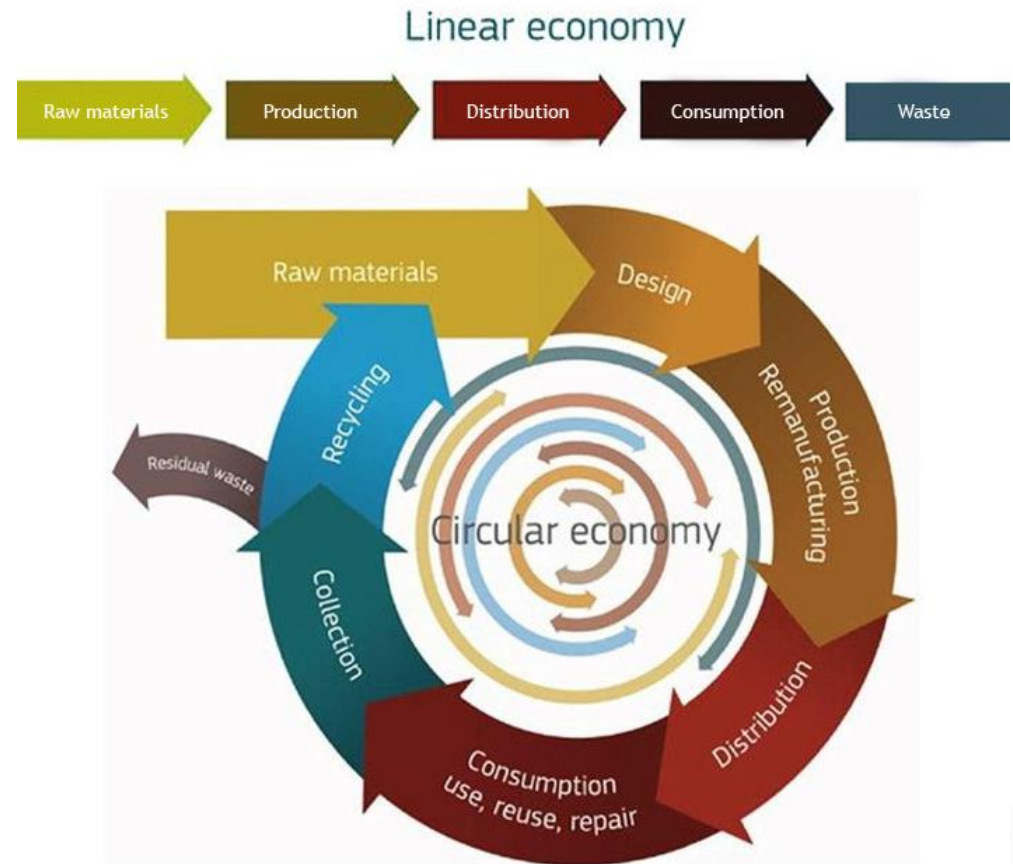 Linear economy
Raw materials
Production
Distribution
Consumption
Waste
Raw materials
Design
Production
Remanufacturing
Distribution
Consumption
use, reuse, repair
Collection
Recycling
Residual waste
Circular economy